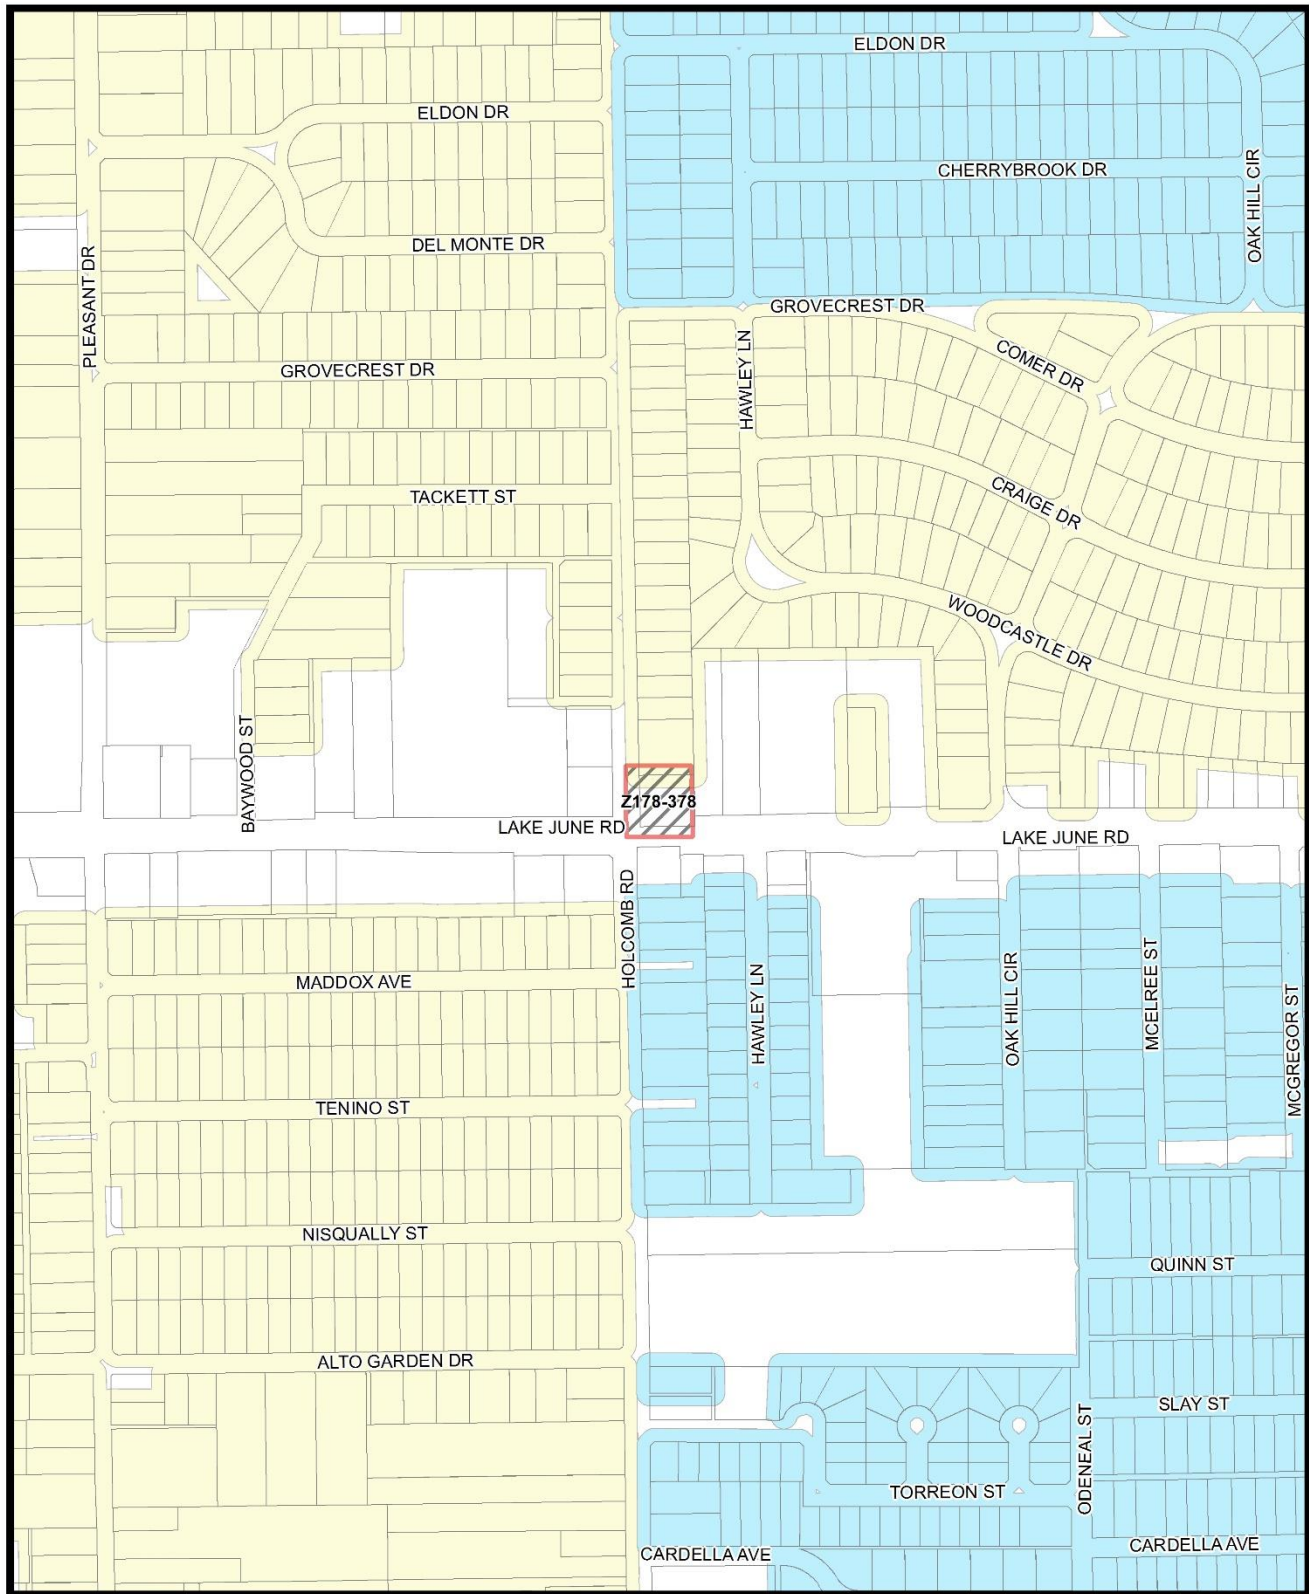 ELDON DR
ELDON DR
CHERRYBROOK DR
OAK HILL CIR
DEL MONTE DR
PLEASANT DR
GROVECREST DR
HAWLEY LN
COMER DR
GROVECREST DR
TACKETT ST
CRAIGE DR
WOODCASTLE DR
BAYWOOD ST
Z178-378
LAKE JUNE RD
LAKE JUNE RD
HOLCOMB RD
MADDOX AVE
HAWLEY LN
OAK HILL CIR
MCELREE ST
MCGREGOR ST
TENINO ST
NISQUALLY ST
QUINN ST
ALTO GARDEN DR
SLAY ST
ODENEAL ST
TORREON ST
CARDELLA AVE
CARDELLA AVE